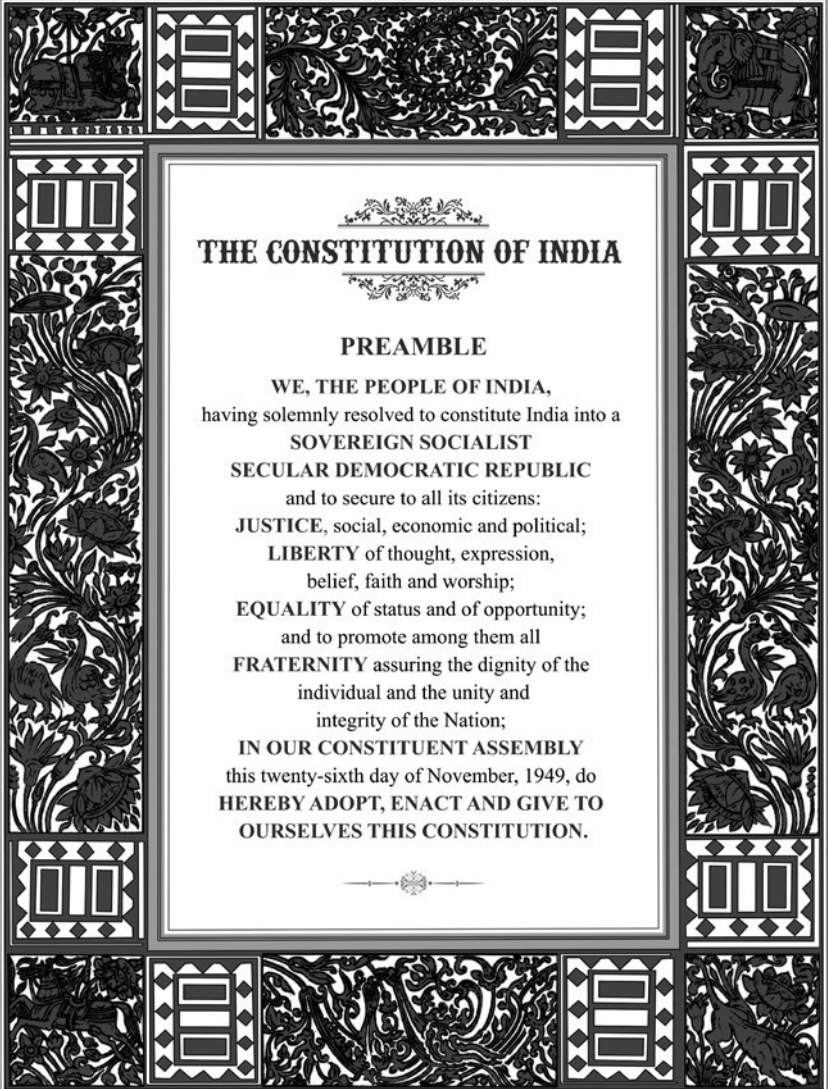 THE CONSTITUTION OF INDIA
PREAMBLE
WE, THE PEOPLE OF INDIA,
having solemnly resolved to constitute India into a
SOVEREIGN SOCIALIST
SECULAR DEMOCRATIC REPUBLIC
and to secure to all its citizens:
JUSTICE, social, economic and political;
LIBERTY of thought, expression,
belief, faith and worship;
EQUALITY of status and of opportunity;
and to promote among them all
FRATERNITY assuring the dignity of the
individual and the unity and
integrity of the Nation;
IN OUR CONSTITUENT ASSEMBLY
this twenty-sixth day of November, 1949, do
HEREBY ADOPT, ENACT AND GIVE TO
OURSELVES THIS CONSTITUTION.